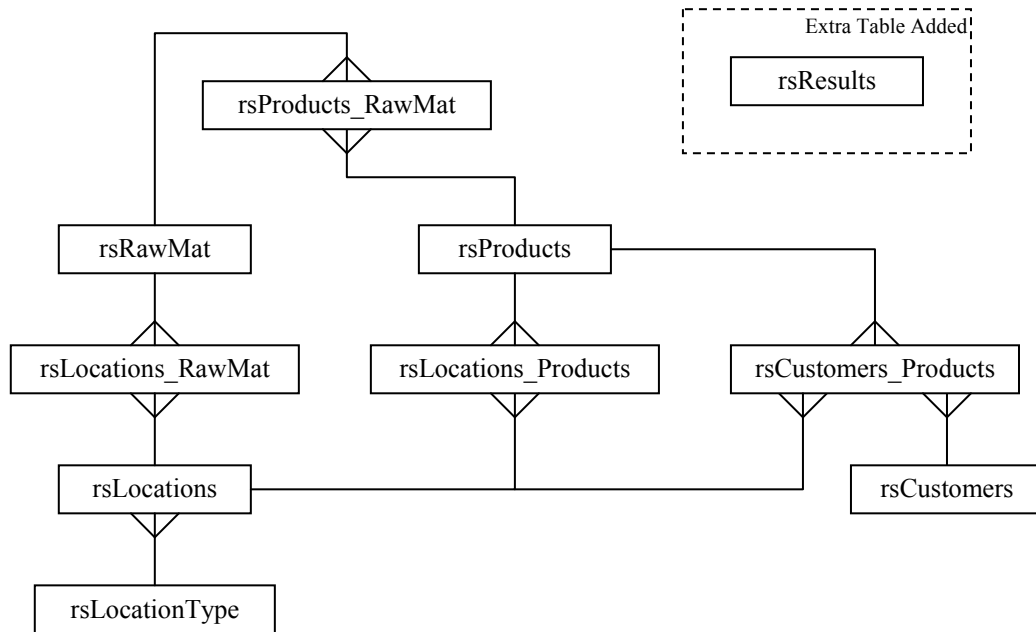 Extra Table Added
rsResults
rsProducts_RawMat
rsRawMat
rsProducts
rsLocations_RawMat
rsLocations_Products
rsCustomers_Products
rsLocations
rsCustomers
rsLocationType